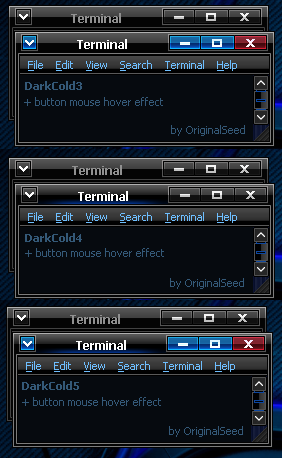 Terminal
Terminal
File Edit View Search Terminal Help
DarkCold3
+ button mouse hover effect
by OriginalSeed
Terminal
Terminal
File Edit View Search Terminal Help
DarkCold4
+ button mouse hover effect
by OriginalSeed
Terminal
Terminal
File Edit View Search Terminal Help
DarkCold5
+ button mouse hover effect
by OriginalSeed